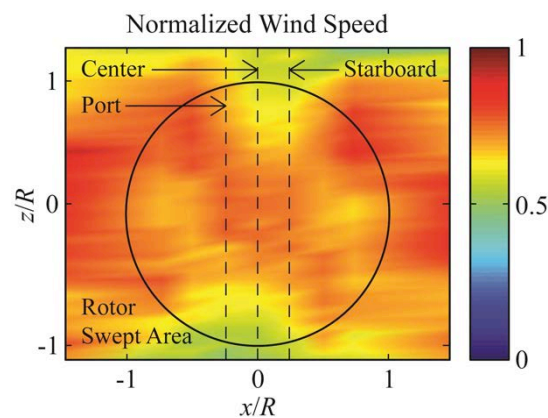 Normalized Wind Speed
Center
Starboard
Port
Rotor
Swept Area
z/R
1
0
-1
-1
0
1
x/R
1
0.5
0